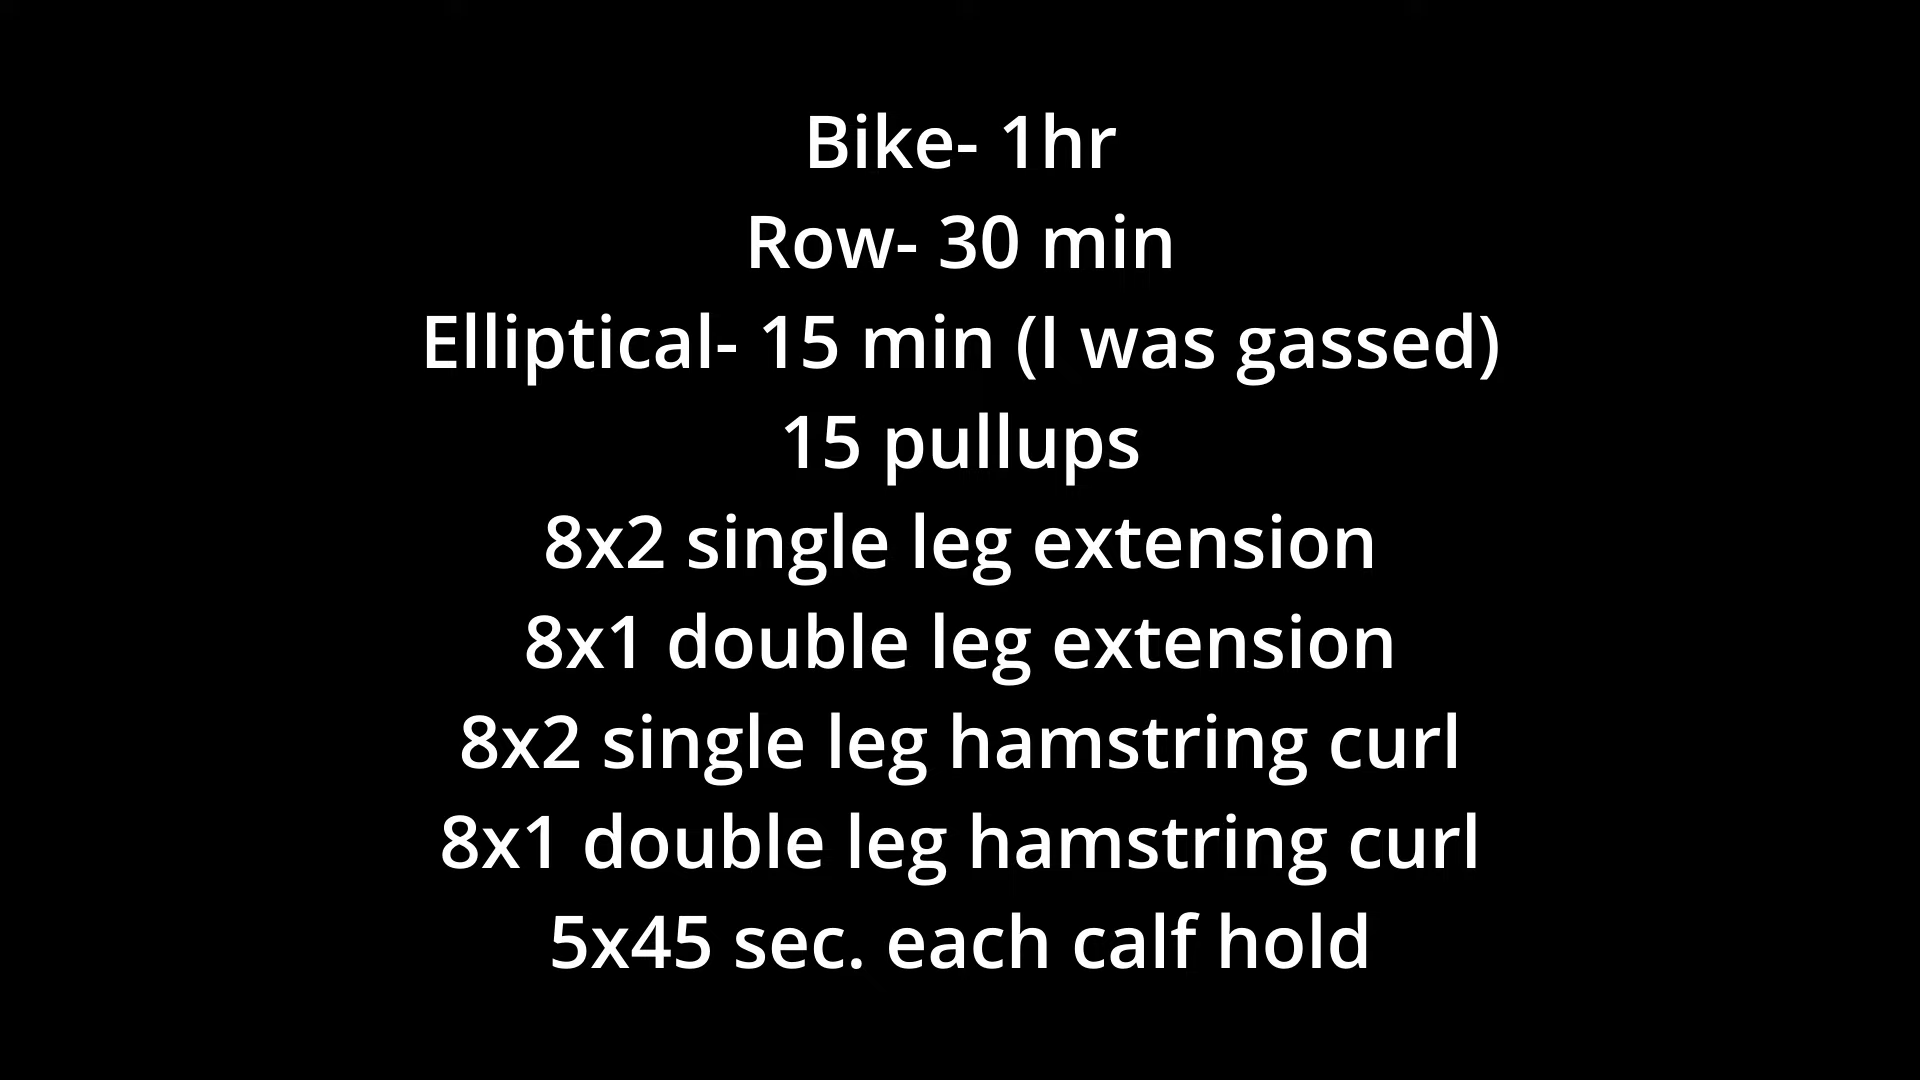 Bike- 1hr
Row- 30 min
Elliptical- 15 min (I was gassed)
15 pullups
8x2 single leg extension
8x1 double leg extension
8x2 single leg hamstring curl
8x1 double leg hamstring curl
5x45 sec. each calf hold